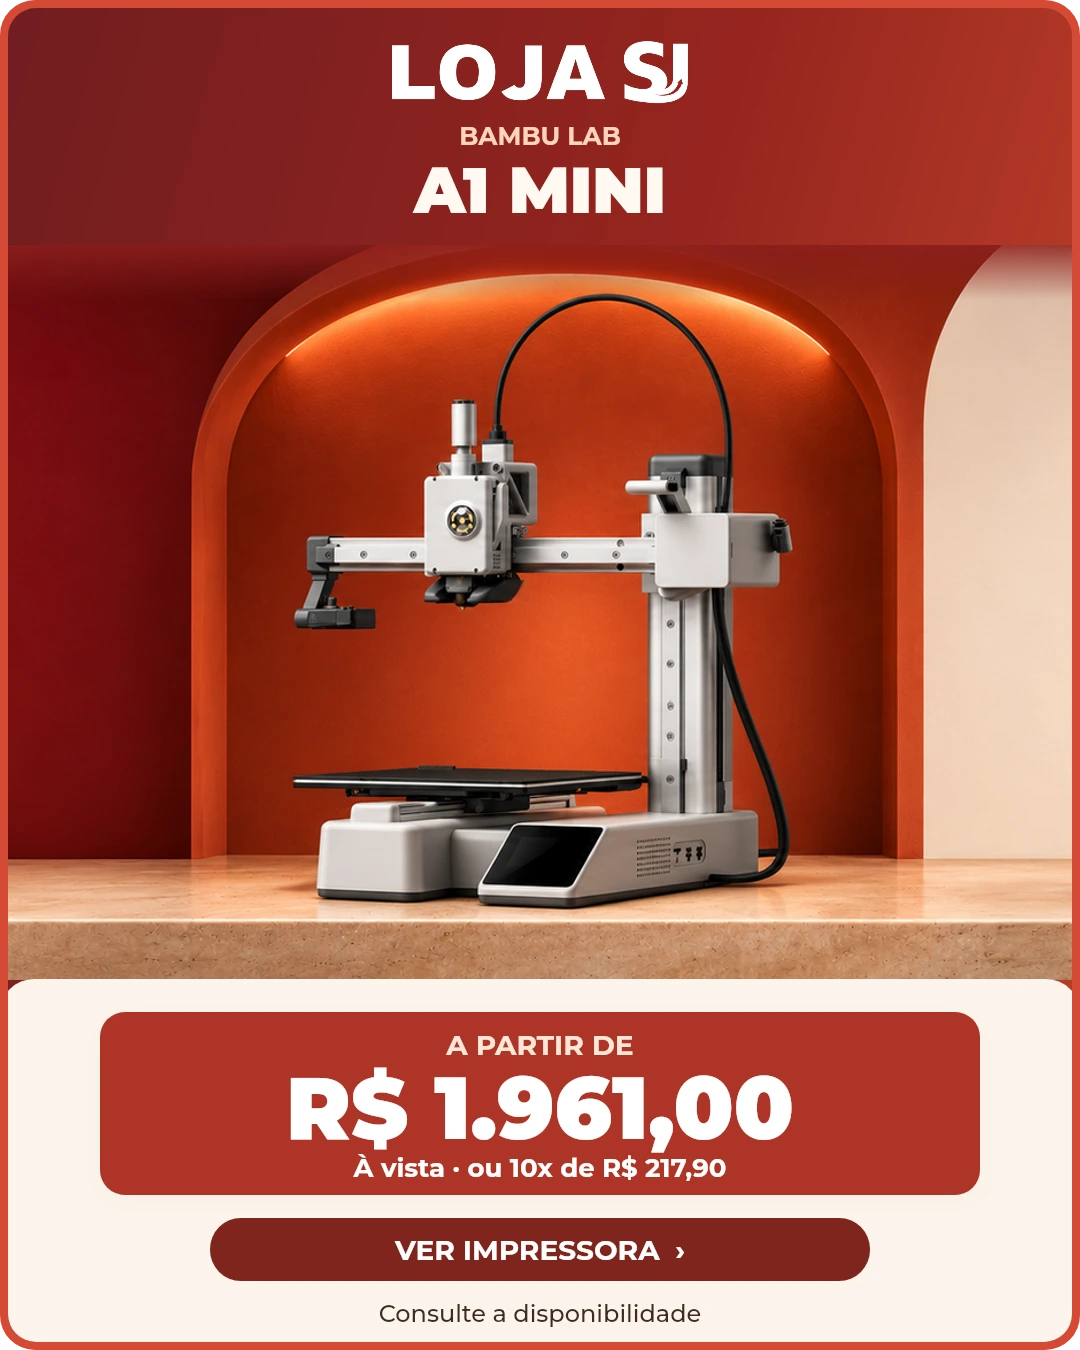 LOJA SJ
BAMBU LAB
A1 MINI
A PARTIR DE
R$ 1.961,00
À vista · ou 10x de R$ 217,90
VER IMPRESSORA ›
Consulte a disponibilidade